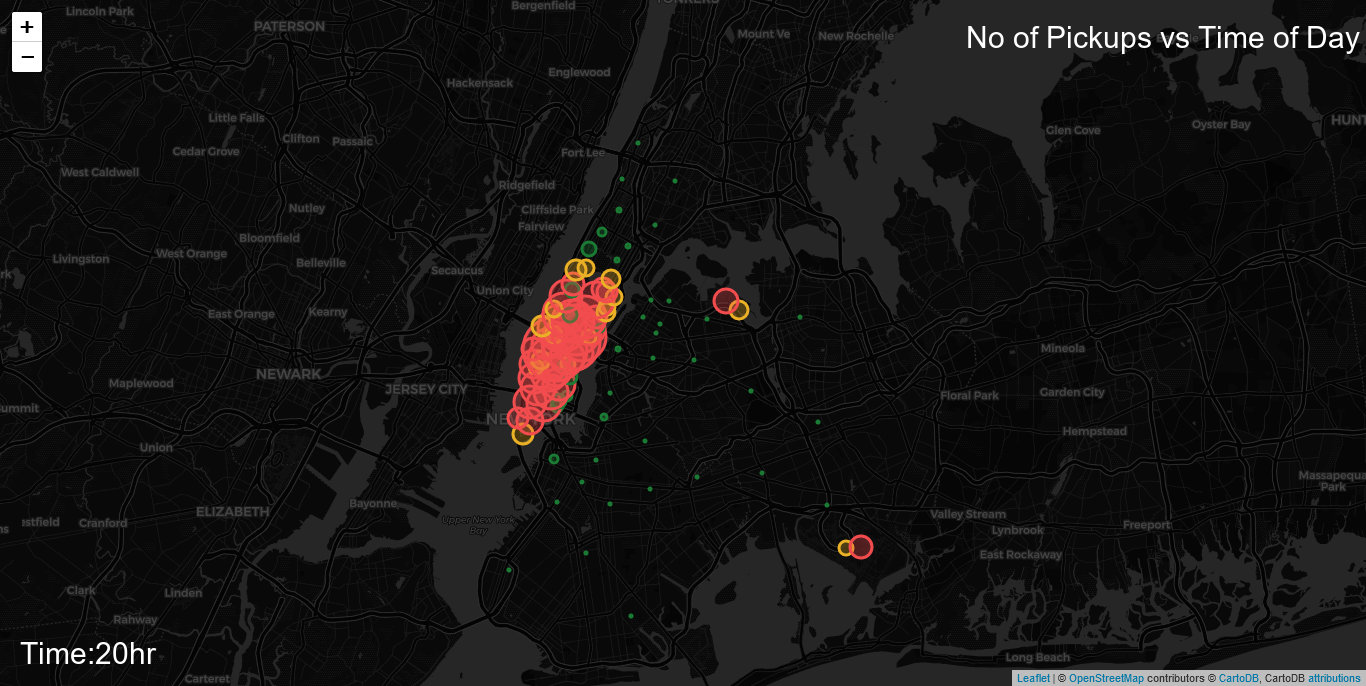 Lincoln Park
Bergenfield
YONKERS
+
PATERSON
Mount Ve
New Rochelle
No of Pickups vs Time of Day
−
Englewood
Hackensack
Little Falls
Glen Cove
Oyster Bay
HUNT
Clifton
Passaic
Cedar Grove
Fort Lee
West Caldwell
Ridgefield
Nutley
Cliffside Park
Fairview
Bloomfield
Livingston
West Orange
Belleville
Secaucus
Union City
East Orange
Kearny
Mineola
NEWARK
Maplewood
JERSEY CITY
Floral Park
Garden City
Summit
NEW YORK
Hempstead
Union
Massapequa
Park
Bayonne
ELIZABETH
Valley Stream
estfield
Cranford
Upper New York
Bay
Lynbrook
Freeport
East Rockaway
Clark
Linden
Rahway
Time:20hr
Long Beach
Carteret
Leaflet | © OpenStreetMap contributors © CartoDB, CartoDB attributions